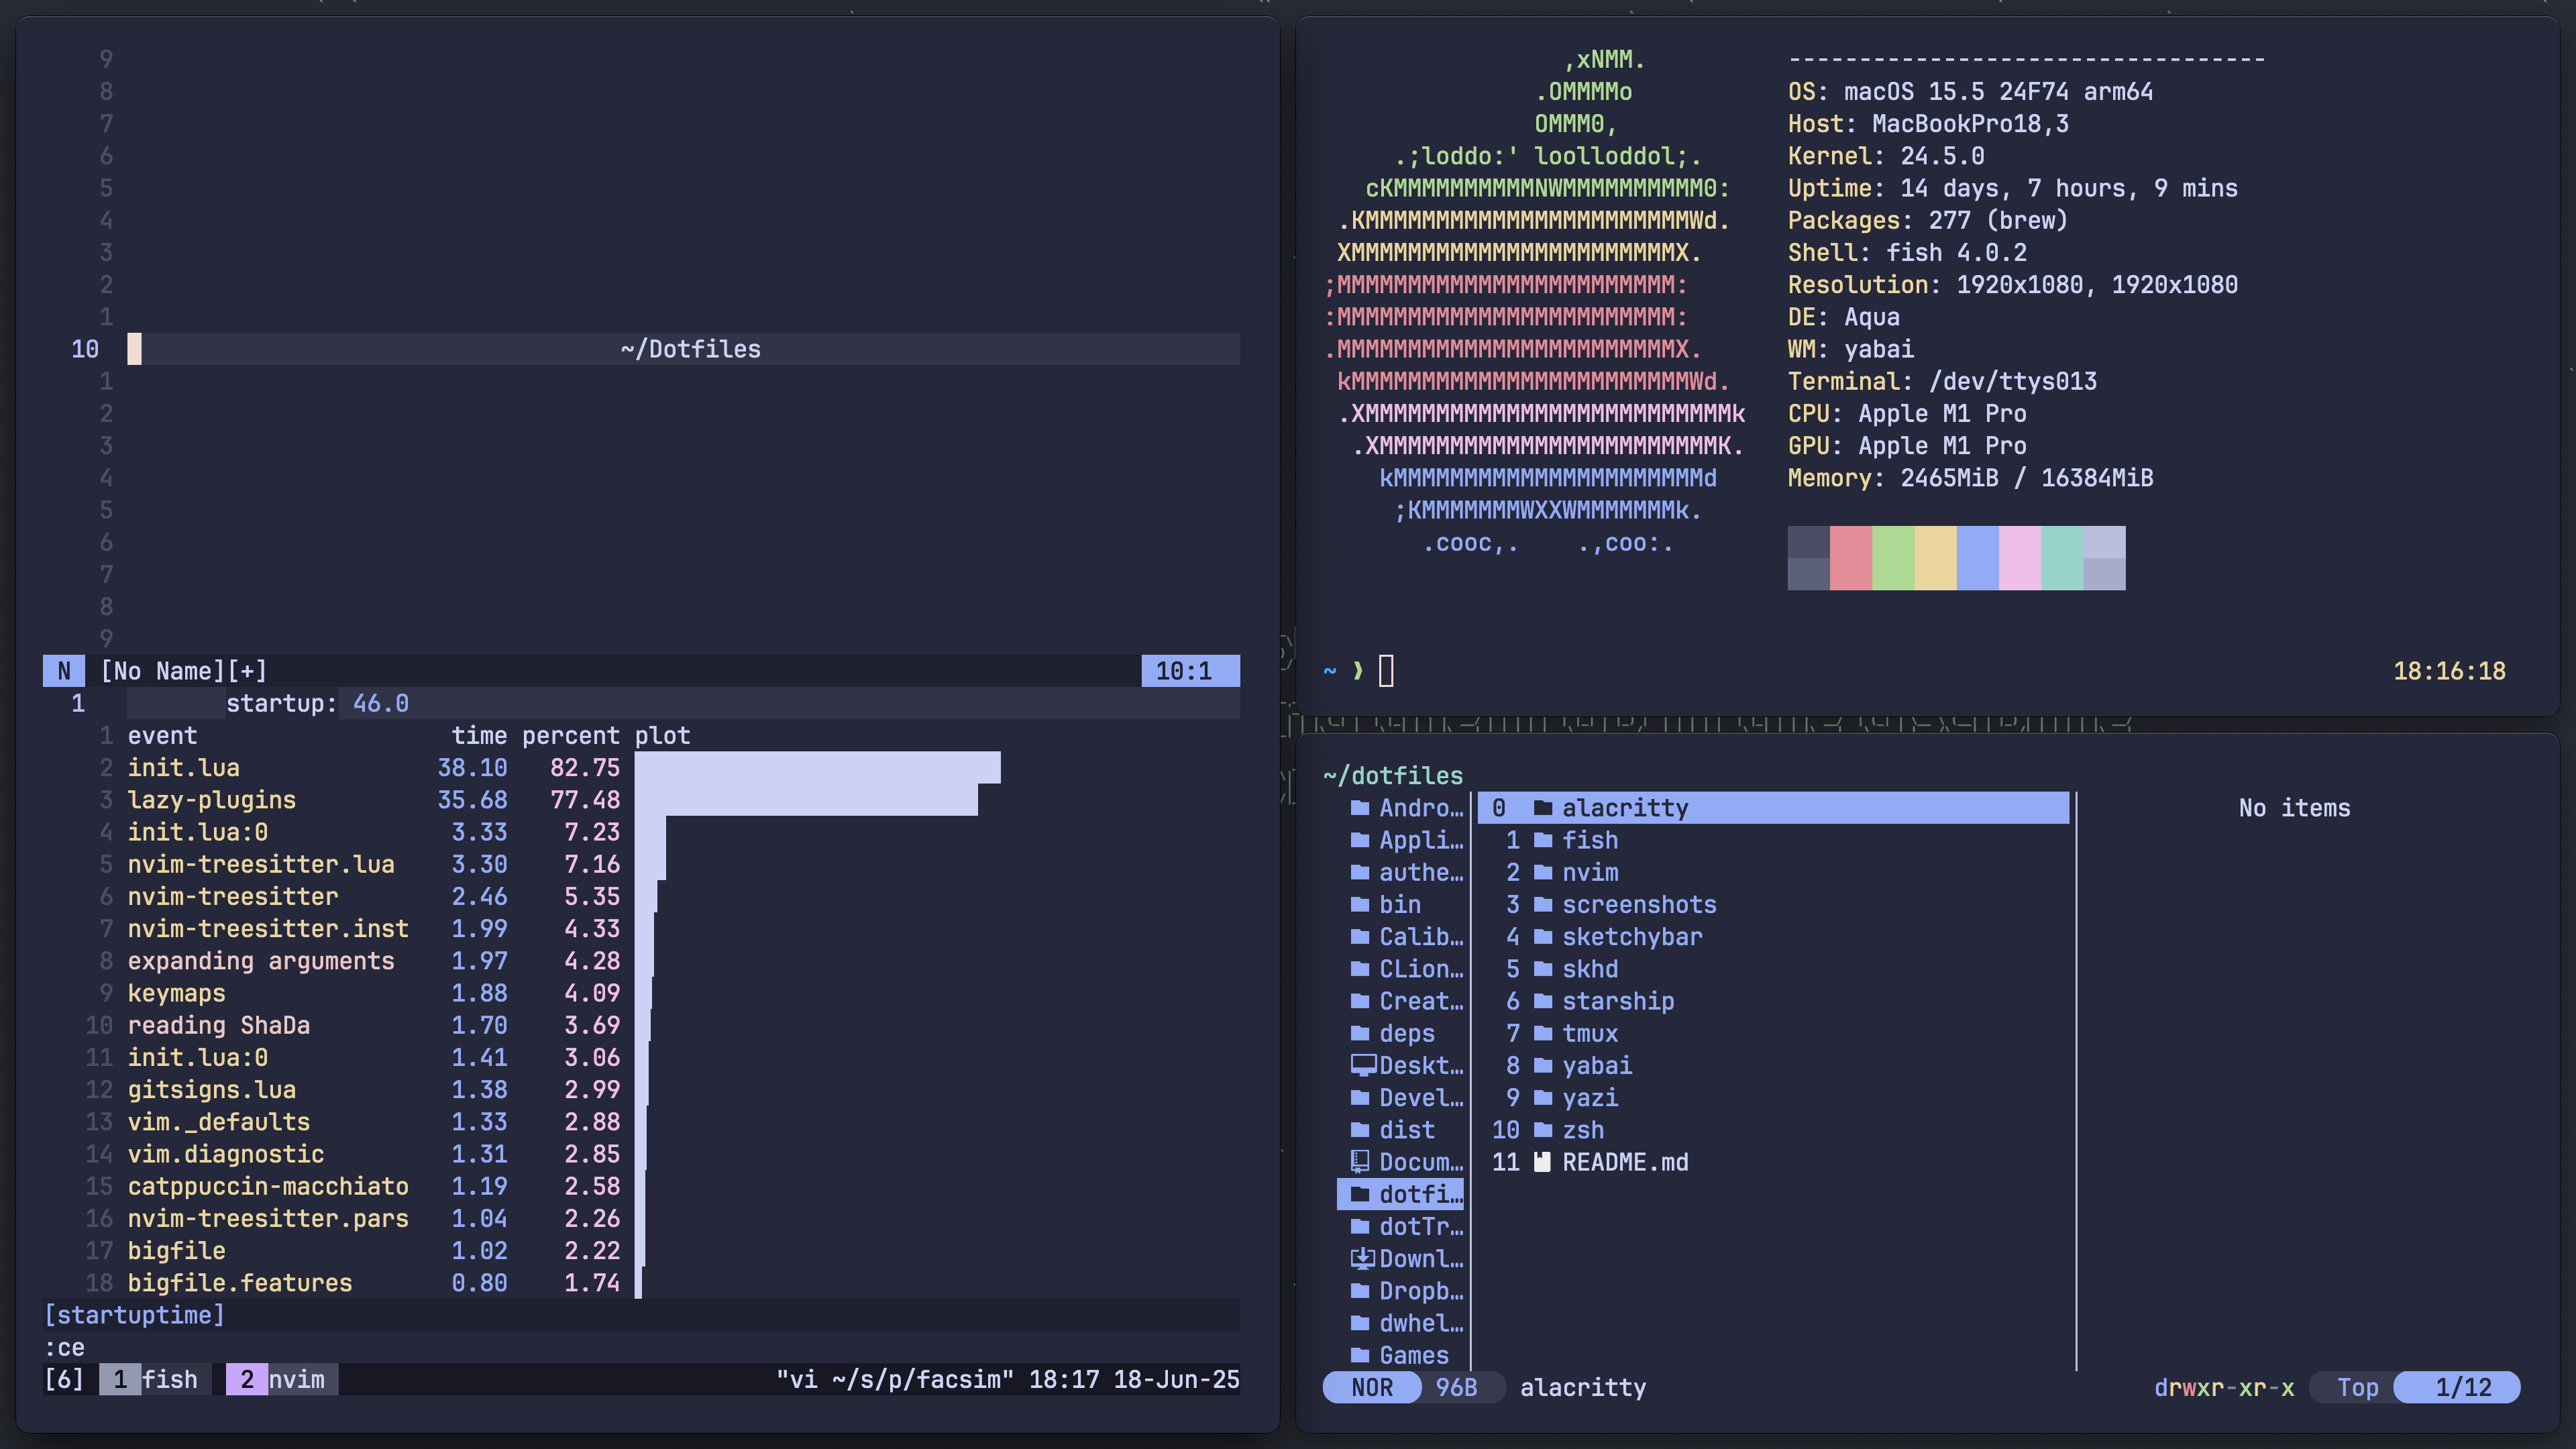 9
8
7
6
5
4
3
2
1
10 ~/Dotfiles
1
2
3
4
5
6
7
8
9
N [No Name][+] 10:1
1 startup: 46.0
1 event time percent plot
2 init.lua 38.10 82.75
3 lazy-plugins 35.68 77.48
4 init.lua:0 3.33 7.23
5 nvim-treesitter.lua 3.30 7.16
6 nvim-treesitter 2.46 5.35
7 nvim-treesitter.inst 1.99 4.33
8 expanding arguments 1.97 4.28
9 keymaps 1.88 4.09
10 reading ShaDa 1.70 3.69
11 init.lua:0 1.41 3.06
12 gitsigns.lua 1.38 2.99
13 vim._defaults 1.33 2.88
14 vim.diagnostic 1.31 2.85
15 catppuccin-macchiato 1.19 2.58
16 nvim-treesitter.pars 1.04 2.26
17 bigfile 1.02 2.22
18 bigfile.features 0.80 1.74
[startuptime]
:ce
[6] 1 fish 2 nvim "vi ~/s/p/facsim" 18:17 18-Jun-25
,xNMM. ----------------------------------
.OMMMMo OS: macOS 15.5 24F74 arm64
OMMM0, Host: MacBookPro18,3
.;loddo:' loolloddol;. Kernel: 24.5.0
cKMMMMMMMMMMNWMMMMMMMMMM0: Uptime: 14 days, 7 hours, 9 mins
.KMMMMMMMMMMMMMMMMMMMMMMMWd. Packages: 277 (brew)
XMMMMMMMMMMMMMMMMMMMMMMMX. Shell: fish 4.0.2
;MMMMMMMMMMMMMMMMMMMMMMMM: Resolution: 1920x1080, 1920x1080
:MMMMMMMMMMMMMMMMMMMMMMMM: DE: Aqua
.MMMMMMMMMMMMMMMMMMMMMMMMX. WM: yabai
kMMMMMMMMMMMMMMMMMMMMMMMMWd. Terminal: /dev/ttys013
.XMMMMMMMMMMMMMMMMMMMMMMMMMMk CPU: Apple M1 Pro
.XMMMMMMMMMMMMMMMMMMMMMMMMK. GPU: Apple M1 Pro
kMMMMMMMMMMMMMMMMMMMMMMd Memory: 2465MiB / 16384MiB
;KMMMMMMMWXXWMMMMMMMk.
.cooc,. .,coo:.
~ ❯ 18:16:18
~/dotfiles
Andro… 0 alacritty No items
Appli… 1 fish
authe… 2 nvim
bin 3 screenshots
Calib… 4 sketchybar
CLion… 5 skhd
Creat… 6 starship
deps 7 tmux
Deskt… 8 yabai
Devel… 9 yazi
dist 10 zsh
Docum… 11 README.md
dotfi…
dotTr…
Downl…
Dropb…
dwhel…
Games
NOR 96B alacritty drwxr-xr-x Top 1/12